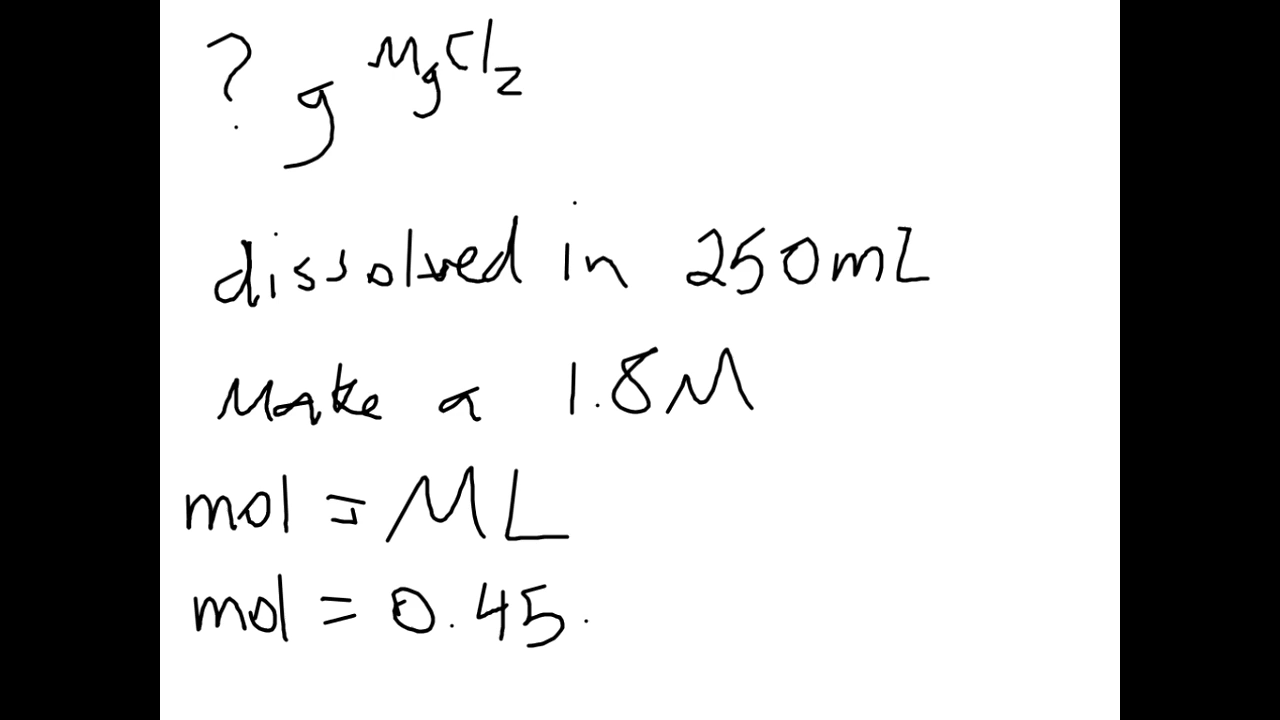 ? g MgCl2
dissolved in 250mL
Make a 1.8M
mol = ML
mol = 0.45.